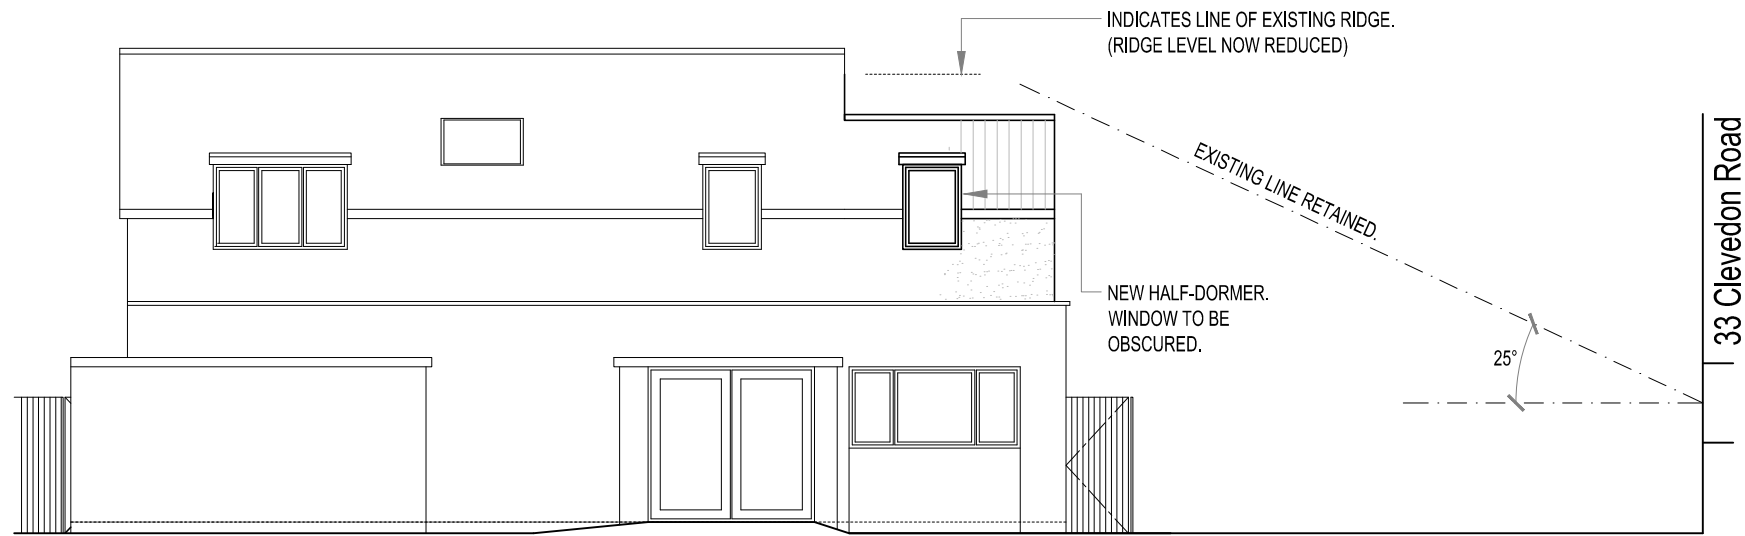 INDICATES LINE OF EXISTING RIDGE.
(RIDGE LEVEL NOW REDUCED)
EXISTING LINE RETAINED.
33 Clevedon Road
NEW HALF-DORMER.
WINDOW TO BE
OBSCURED.
25°